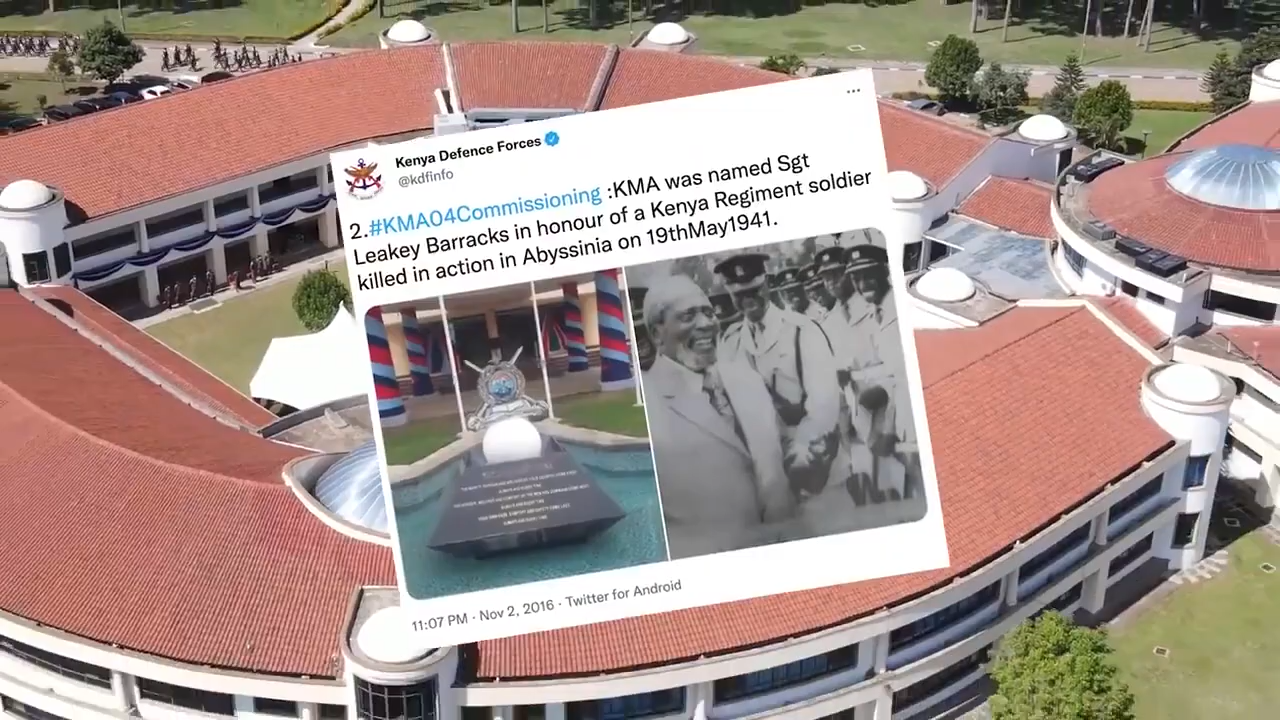 Kenya Defence Forces
@kdfinfo
...
2.#KMA04Commissioning :KMA was named Sgt
Leakey Barracks in honour of a Kenya Regiment soldier
killed in action in Abyssinia on 19thMay1941.
11:07 PM · Nov 2, 2016 · Twitter for Android